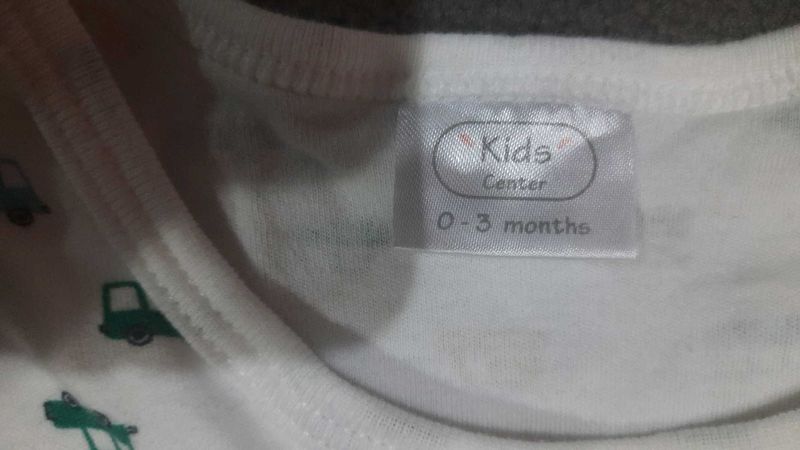 Kids
Center
0 - 3 months